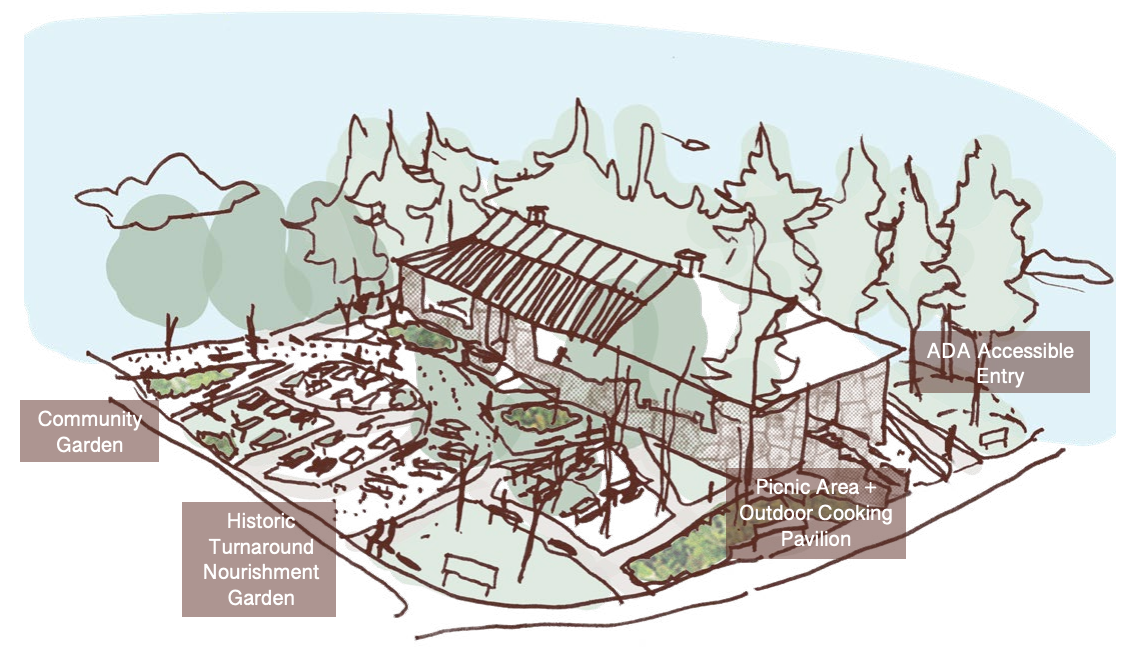 ADA Accessible
Entry
Community
Garden
Picnic Area +
Outdoor Cooking
Pavilion
Historic
Turnaround
Nourishment
Garden